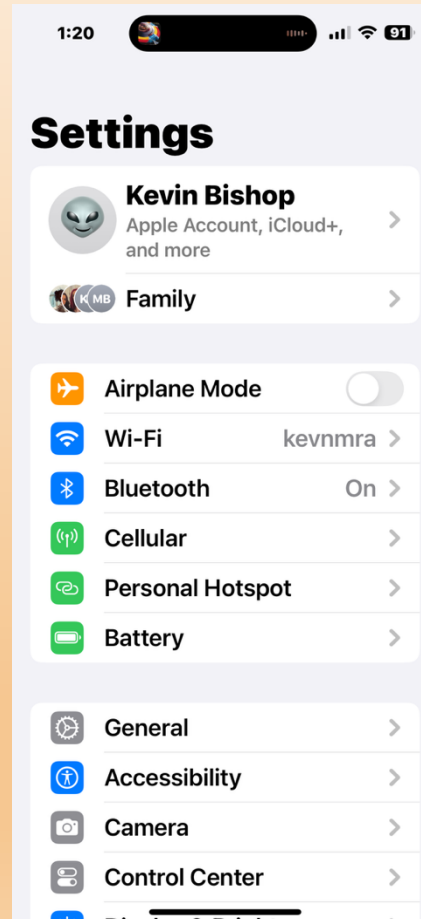 1:20
91
Settings
Kevin Bishop
Apple Account, iCloud+,
and more
K MB Family
Airplane Mode
Wi-Fi kevnmra
Bluetooth On
Cellular
Personal Hotspot
Battery
General
Accessibility
Camera
Control Center